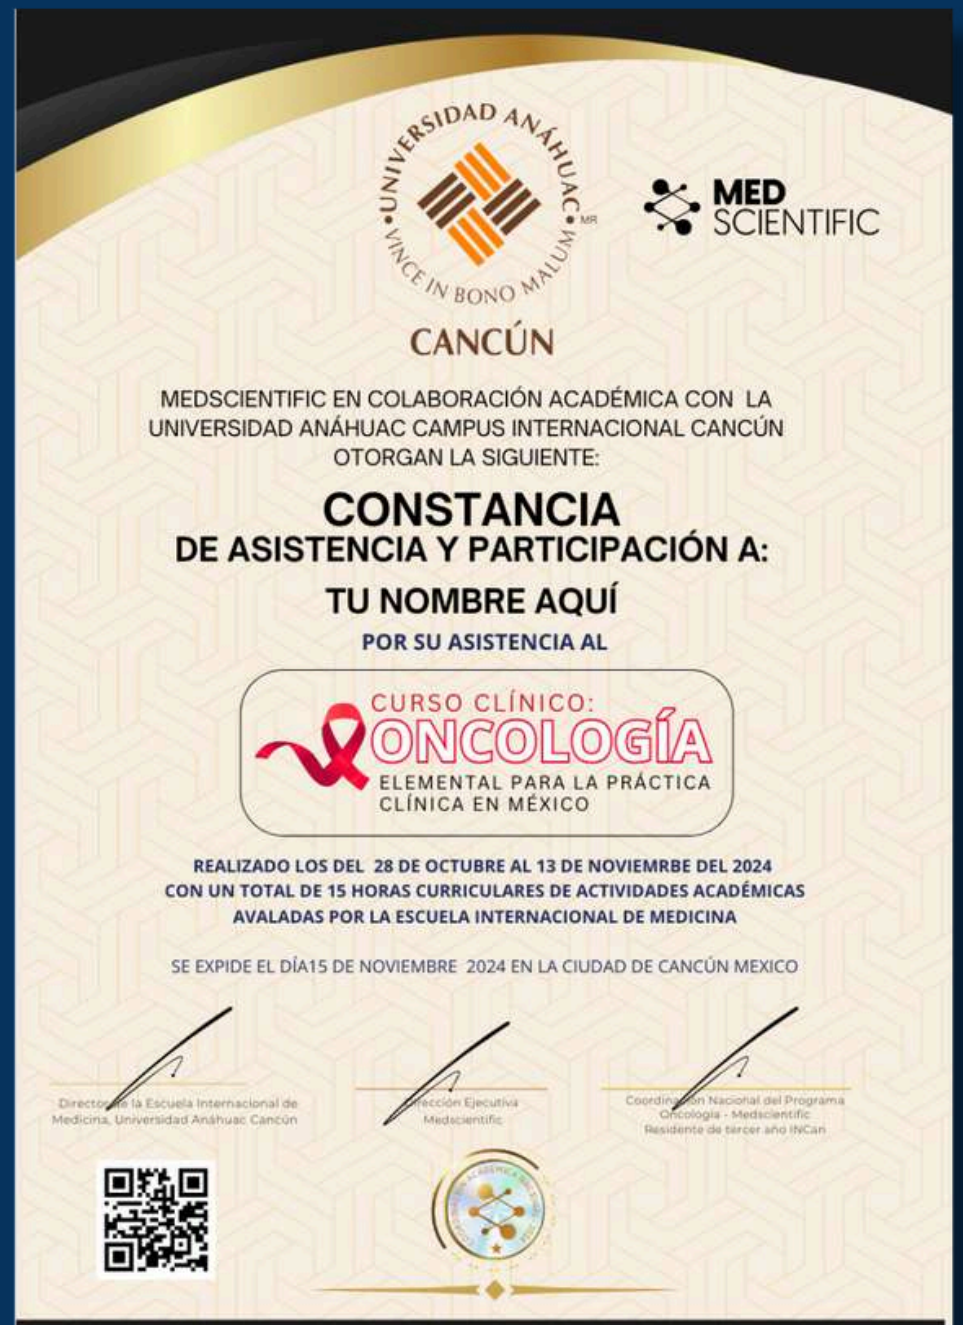 UNIVERSIDAD ANÁHUAC
MR
VINCE IN BONO MALUM
CANCÚN
MED
SCIENTIFIC
MEDSCIENTIFIC EN COLABORACIÓN ACADÉMICA CON LA
UNIVERSIDAD ANÁHUAC CAMPUS INTERNACIONAL CANCÚN
OTORGAN LA SIGUIENTE:
CONSTANCIA
DE ASISTENCIA Y PARTICIPACIÓN A:
TU NOMBRE AQUÍ
POR SU ASISTENCIA AL
CURSO CLÍNICO:
ONCOLOGÍA
ELEMENTAL PARA LA PRÁCTICA
CLÍNICA EN MÉXICO
REALIZADO LOS DEL 28 DE OCTUBRE AL 13 DE NOVIEMRBE DEL 2024
CON UN TOTAL DE 15 HORAS CURRICULARES DE ACTIVIDADES ACADÉMICAS
AVALADAS POR LA ESCUELA INTERNACIONAL DE MEDICINA
SE EXPIDE EL DÍA15 DE NOVIEMBRE 2024 EN LA CIUDAD DE CANCÚN MEXICO
Director de la Escuela Internacional de
Medicina, Universidad Anáhuac Cancún
Dirección Ejecutiva
Medscientific
Coordinación Nacional del Programa
Oncología - Medscientific
Residente de tercer año INCan